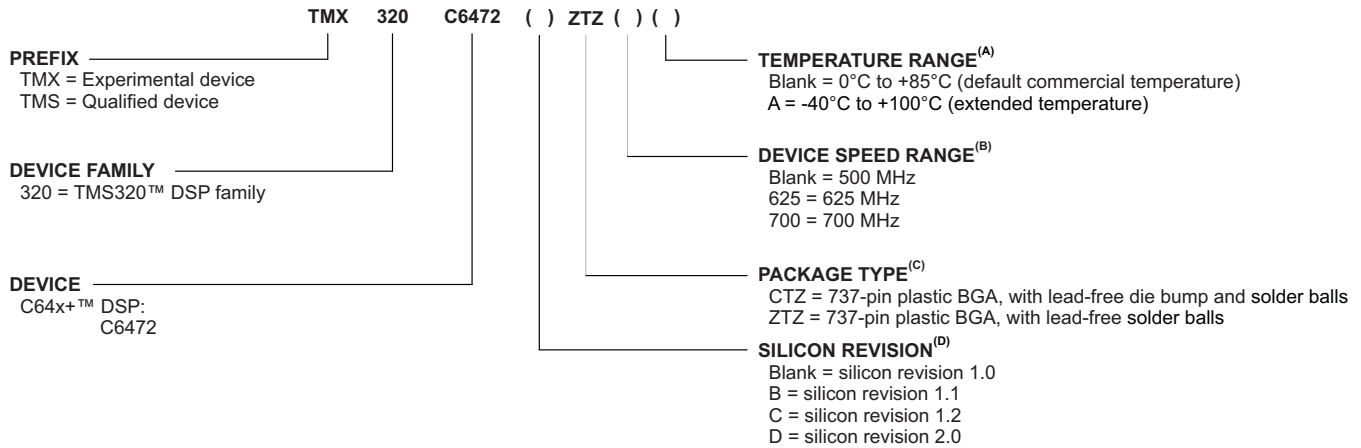 TMX 320 C6472 ( ) ZTZ ( ) ( )
PREFIX
TMX = Experimental device
TMS = Qualified device
DEVICE FAMILY
320 = TMS320™ DSP family
DEVICE
C64x+™ DSP:
C6472
TEMPERATURE RANGE(A)
Blank = 0°C to +85°C (default commercial temperature)
A = -40°C to +100°C (extended temperature)
DEVICE SPEED RANGE(B)
Blank = 500 MHz
625 = 625 MHz
700 = 700 MHz
PACKAGE TYPE(C)
CTZ = 737-pin plastic BGA, with lead-free die bump and solder balls
ZTZ = 737-pin plastic BGA, with lead-free solder balls
SILICON REVISION(D)
Blank = silicon revision 1.0
B = silicon revision 1.1
C = silicon revision 1.2
D = silicon revision 2.0